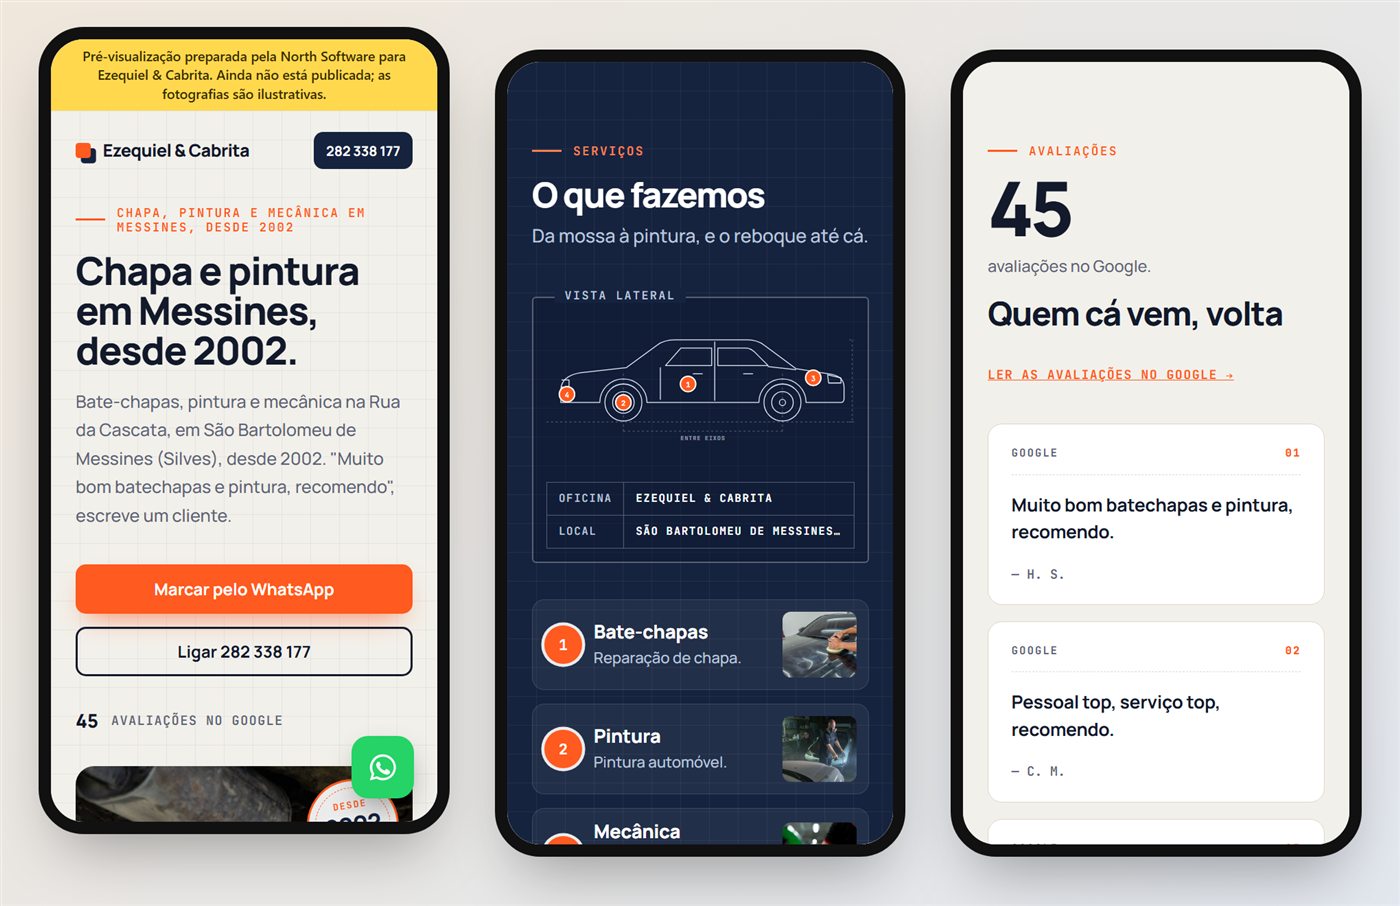 Pré-visualização preparada pela North Software para
Ezequiel & Cabrita. Ainda não está publicada; as
fotografias são ilustrativas.
Ezequiel & Cabrita
282 338 177
CHAPA, PINTURA E MECÂNICA EM
MESSINES, DESDE 2002
Chapa e pintura
em Messines,
desde 2002.
Bate-chapas, pintura e mecânica na Rua
da Cascata, em São Bartolomeu de
Messines (Silves), desde 2002. "Muito
bom batechapas e pintura, recomendo",
escreve um cliente.
Marcar pelo WhatsApp
Ligar 282 338 177
45 AVALIAÇÕES NO GOOGLE
DESDE
2002
SERVIÇOS
O que fazemos
Da mossa à pintura, e o reboque até cá.
VISTA LATERAL
4
2
1
3
ENTRE EIXOS
OFICINA EZEQUIEL & CABRITA
LOCAL SÃO BARTOLOMEU DE MESSINES…
1
Bate-chapas
Reparação de chapa.
2
Pintura
Pintura automóvel.
Mecânica
AVALIAÇÕES
45
avaliações no Google.
Quem cá vem, volta
LER AS AVALIAÇÕES NO GOOGLE →
GOOGLE 01
Muito bom batechapas e pintura,
recomendo.
— H. S.
GOOGLE 02
Pessoal top, serviço top,
recomendo.
— C. M.